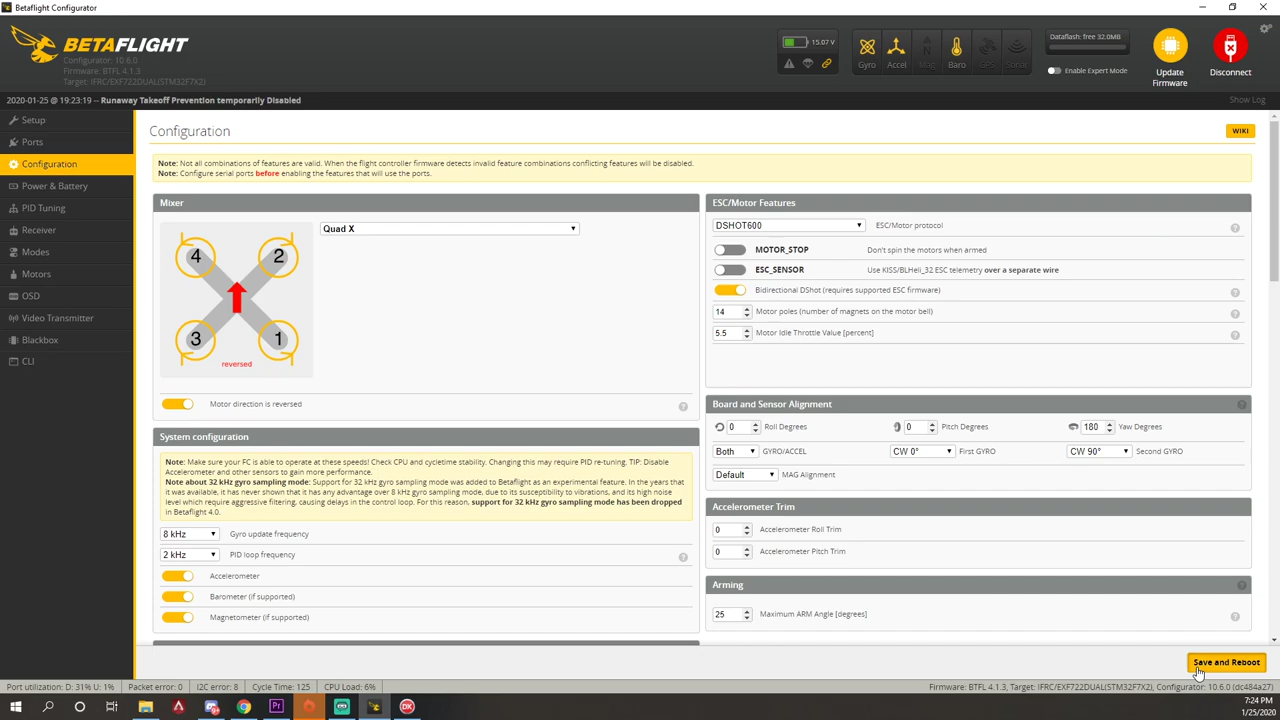 Betaflight Configurator
BETAFLIGHT
Configurator: 10.6.0
Firmware: BTFL 4.1.3
Target: IFRC/EXF722DUAL(STM32F7X2)
15.07 V
Gyro
Accel
Mag
Baro
GPS
Sonar
Dataflash: free 32.0MB
Enable Expert Mode
Update Firmware
Disconnect
2020-01-25 @ 19:23:19 -- Runaway Takeoff Prevention temporarily Disabled
Show Log
Setup
Ports
Configuration
Power & Battery
PID Tuning
Receiver
Modes
Motors
OSD
Video Transmitter
Blackbox
CLI
Configuration
WIKI
Note: Not all combinations of features are valid. When the flight controller firmware detects invalid feature combinations conflicting features will be disabled.
Note: Configure serial ports before enabling the features that will use the ports.
Mixer
4 2
3 1
reversed
Quad X
Motor direction is reversed
System configuration
Note: Make sure your FC is able to operate at these speeds! Check CPU and cycletime stability. Changing this may require PID re-tuning. TIP: Disable
Accelerometer and other sensors to gain more performance.
Note about 32 kHz gyro sampling mode: Support for 32 kHz gyro sampling mode was added to Betaflight as an experimental feature. In the years that
it was available, it has never shown that it has any advantage over 8 kHz gyro sampling mode, due to its susceptibility to vibrations, and its high noise
level which require aggressive filtering, causing delays in the control loop. For this reason, support for 32 kHz gyro sampling mode has been dropped
in Betaflight 4.0.
8 kHz Gyro update frequency
2 kHz PID loop frequency
Accelerometer
Barometer (if supported)
Magnetometer (if supported)
ESC/Motor Features
DSHOT600 ESC/Motor protocol
MOTOR_STOP Don't spin the motors when armed
ESC_SENSOR Use KISS/BLHeli_32 ESC telemetry over a separate wire
Bidirectional DShot (requires supported ESC firmware)
14 Motor poles (number of magnets on the motor bell)
5.5 Motor Idle Throttle Value [percent]
Board and Sensor Alignment
0 Roll Degrees 0 Pitch Degrees 180 Yaw Degrees
Both GYRO/ACCEL CW 0° First GYRO CW 90° Second GYRO
Default MAG Alignment
Accelerometer Trim
0 Accelerometer Roll Trim
0 Accelerometer Pitch Trim
Arming
25 Maximum ARM Angle [degrees]
Save and Reboot
Port utilization: D: 31% U: 1% Packet error: 0 I2C error: 8 Cycle Time: 125 CPU Load: 6% Firmware: BTFL 4.1.3, Target: IFRC/EXF722DUAL(STM32F7X2), Configurator: 10.6.0 (dc484a27)
Pr
DK
7:24 PM
1/25/2020